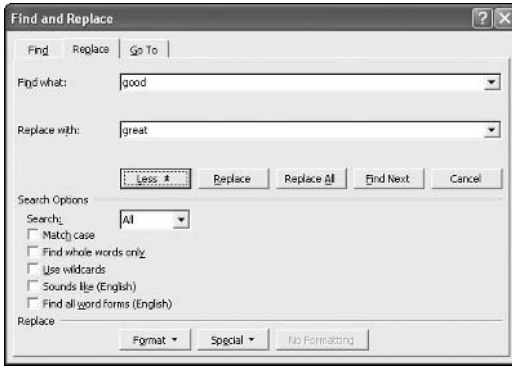 Find and Replace
Find Replace Go To
Find what: good
Replace with: great
Less Replace Replace All Find Next Cancel
Search Options
Search: All
Match case
Find whole words only
Use wildcards
Sounds like (English)
Find all word forms (English)
Replace
Format Special No Formatting